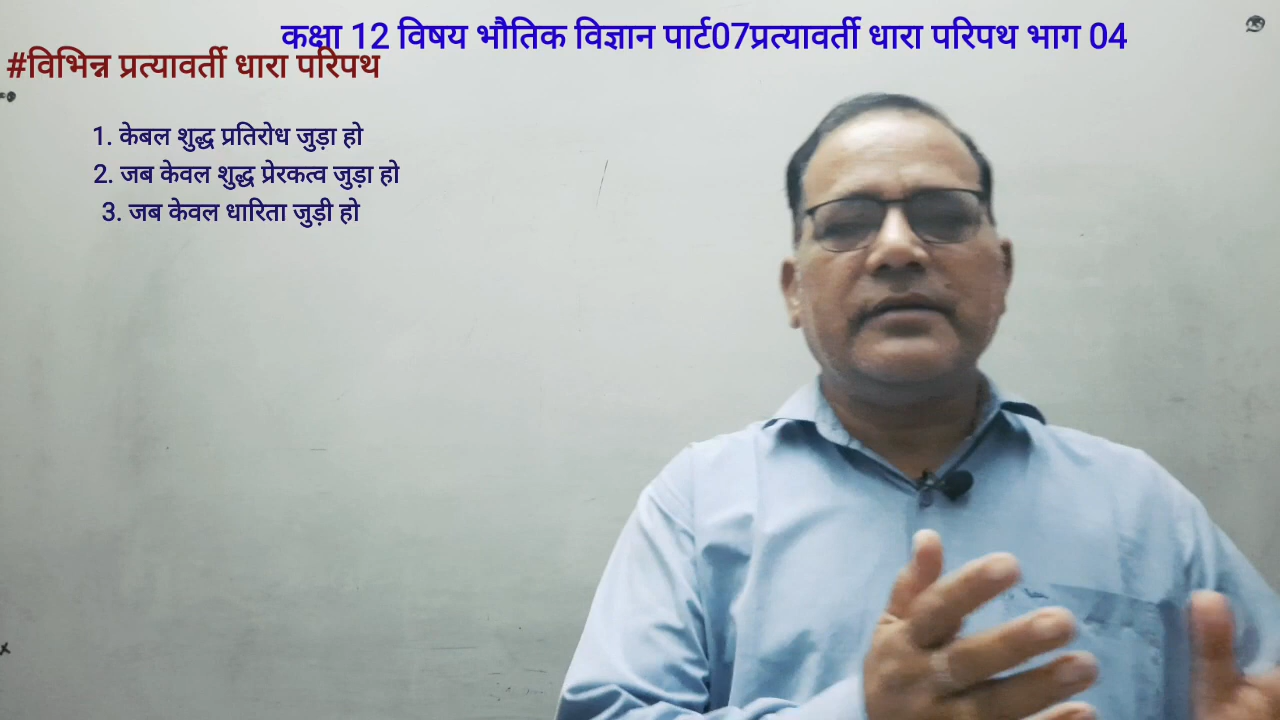 कक्षा 12 विषय भौतिक विज्ञान पार्ट07प्रत्यावर्ती धारा परिपथ भाग 04
#विभिन्न प्रत्यावर्ती धारा परिपथ
1. केबल शुद्ध प्रतिरोध जुड़ा हो
2. जब केवल शुद्ध प्रेरकत्व जुड़ा हो
3. जब केवल धारिता जुड़ी हो